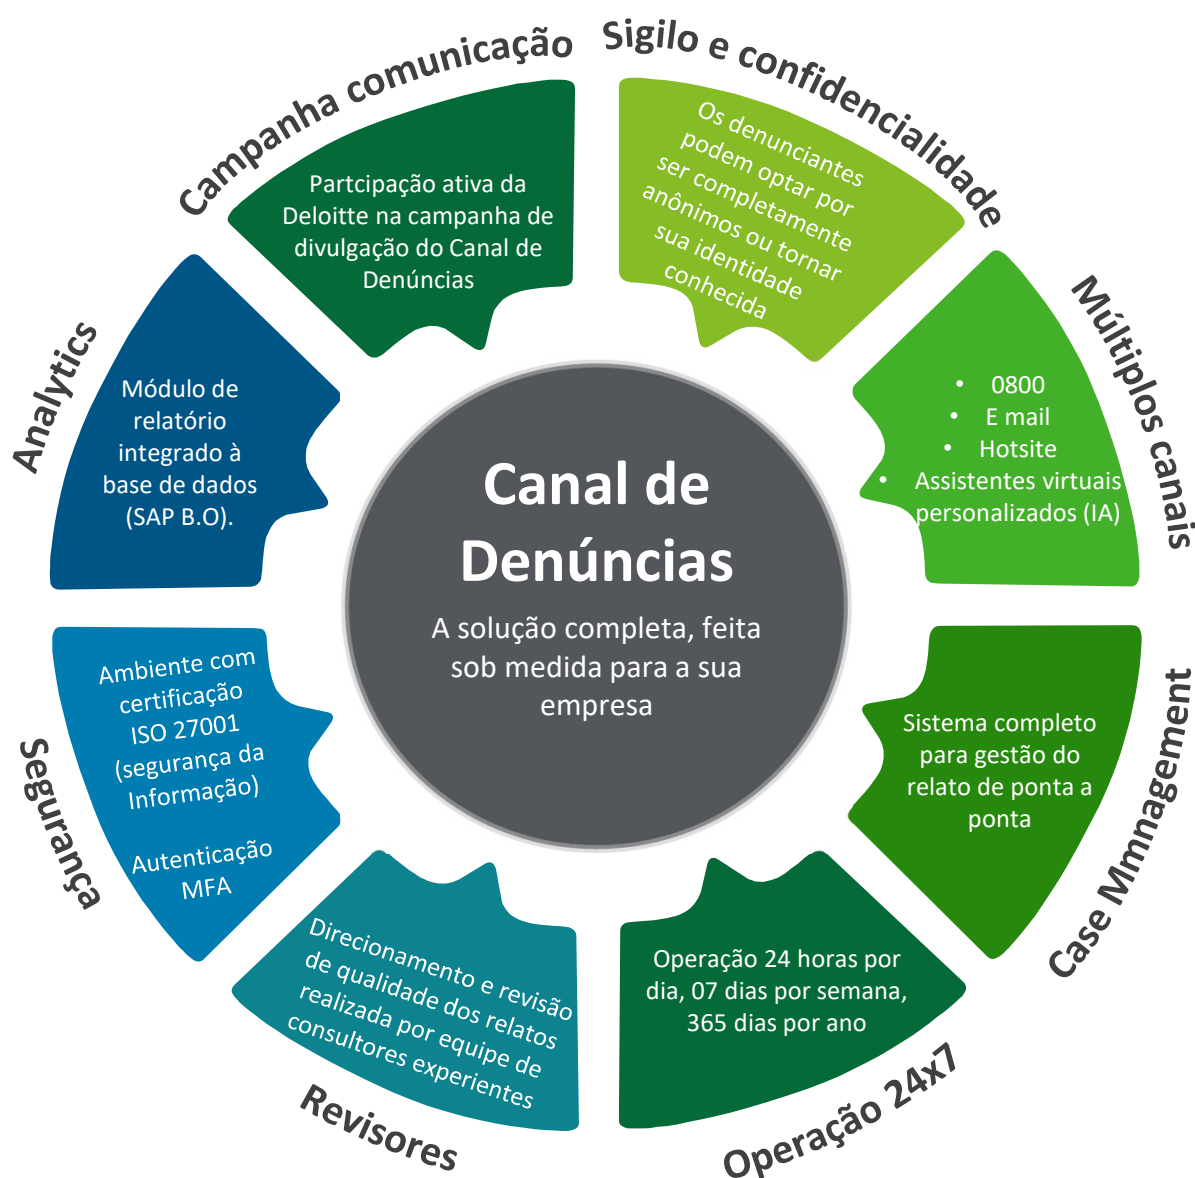 Campanha comunicação
Partcipação ativa da
Deloitte na campanha de
divulgação do Canal de
Denúncias
Sigilo e confidencialidade
Os denunciantes
podem optar por
ser completamente
anônimos ou tornar
sua identidade
conhecida
Múltiplos canais
• 0800
• E mail
• Hotsite
• Assistentes virtuais
personalizados (IA)
Case Mmnagement
Sistema completo
para gestão do
relato de ponta a
ponta
Operação 24x7
Operação 24 horas por
dia, 07 dias por semana,
365 dias por ano
Revisores
Direcionamento e revisão
de qualidade dos relatos
realizada por equipe de
consultores experientes
Segurança
Ambiente com
certificação
ISO 27001
(segurança da
Informação)
Autenticação
MFA
Analytics
Módulo de
relatório
integrado à
base de dados
(SAP B.O).
Canal de
Denúncias
A solução completa, feita
sob medida para a sua
empresa